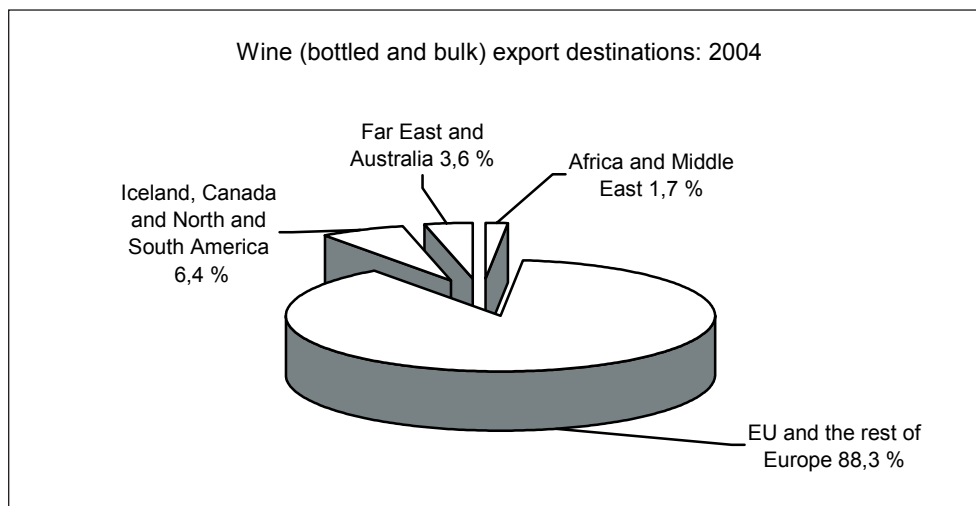 Wine (bottled and bulk) export destinations: 2004
Far East and
Australia 3,6 %
Africa and Middle
East 1,7 %
Iceland, Canada
and North and
South America
6,4 %
EU and the rest of
Europe 88,3 %